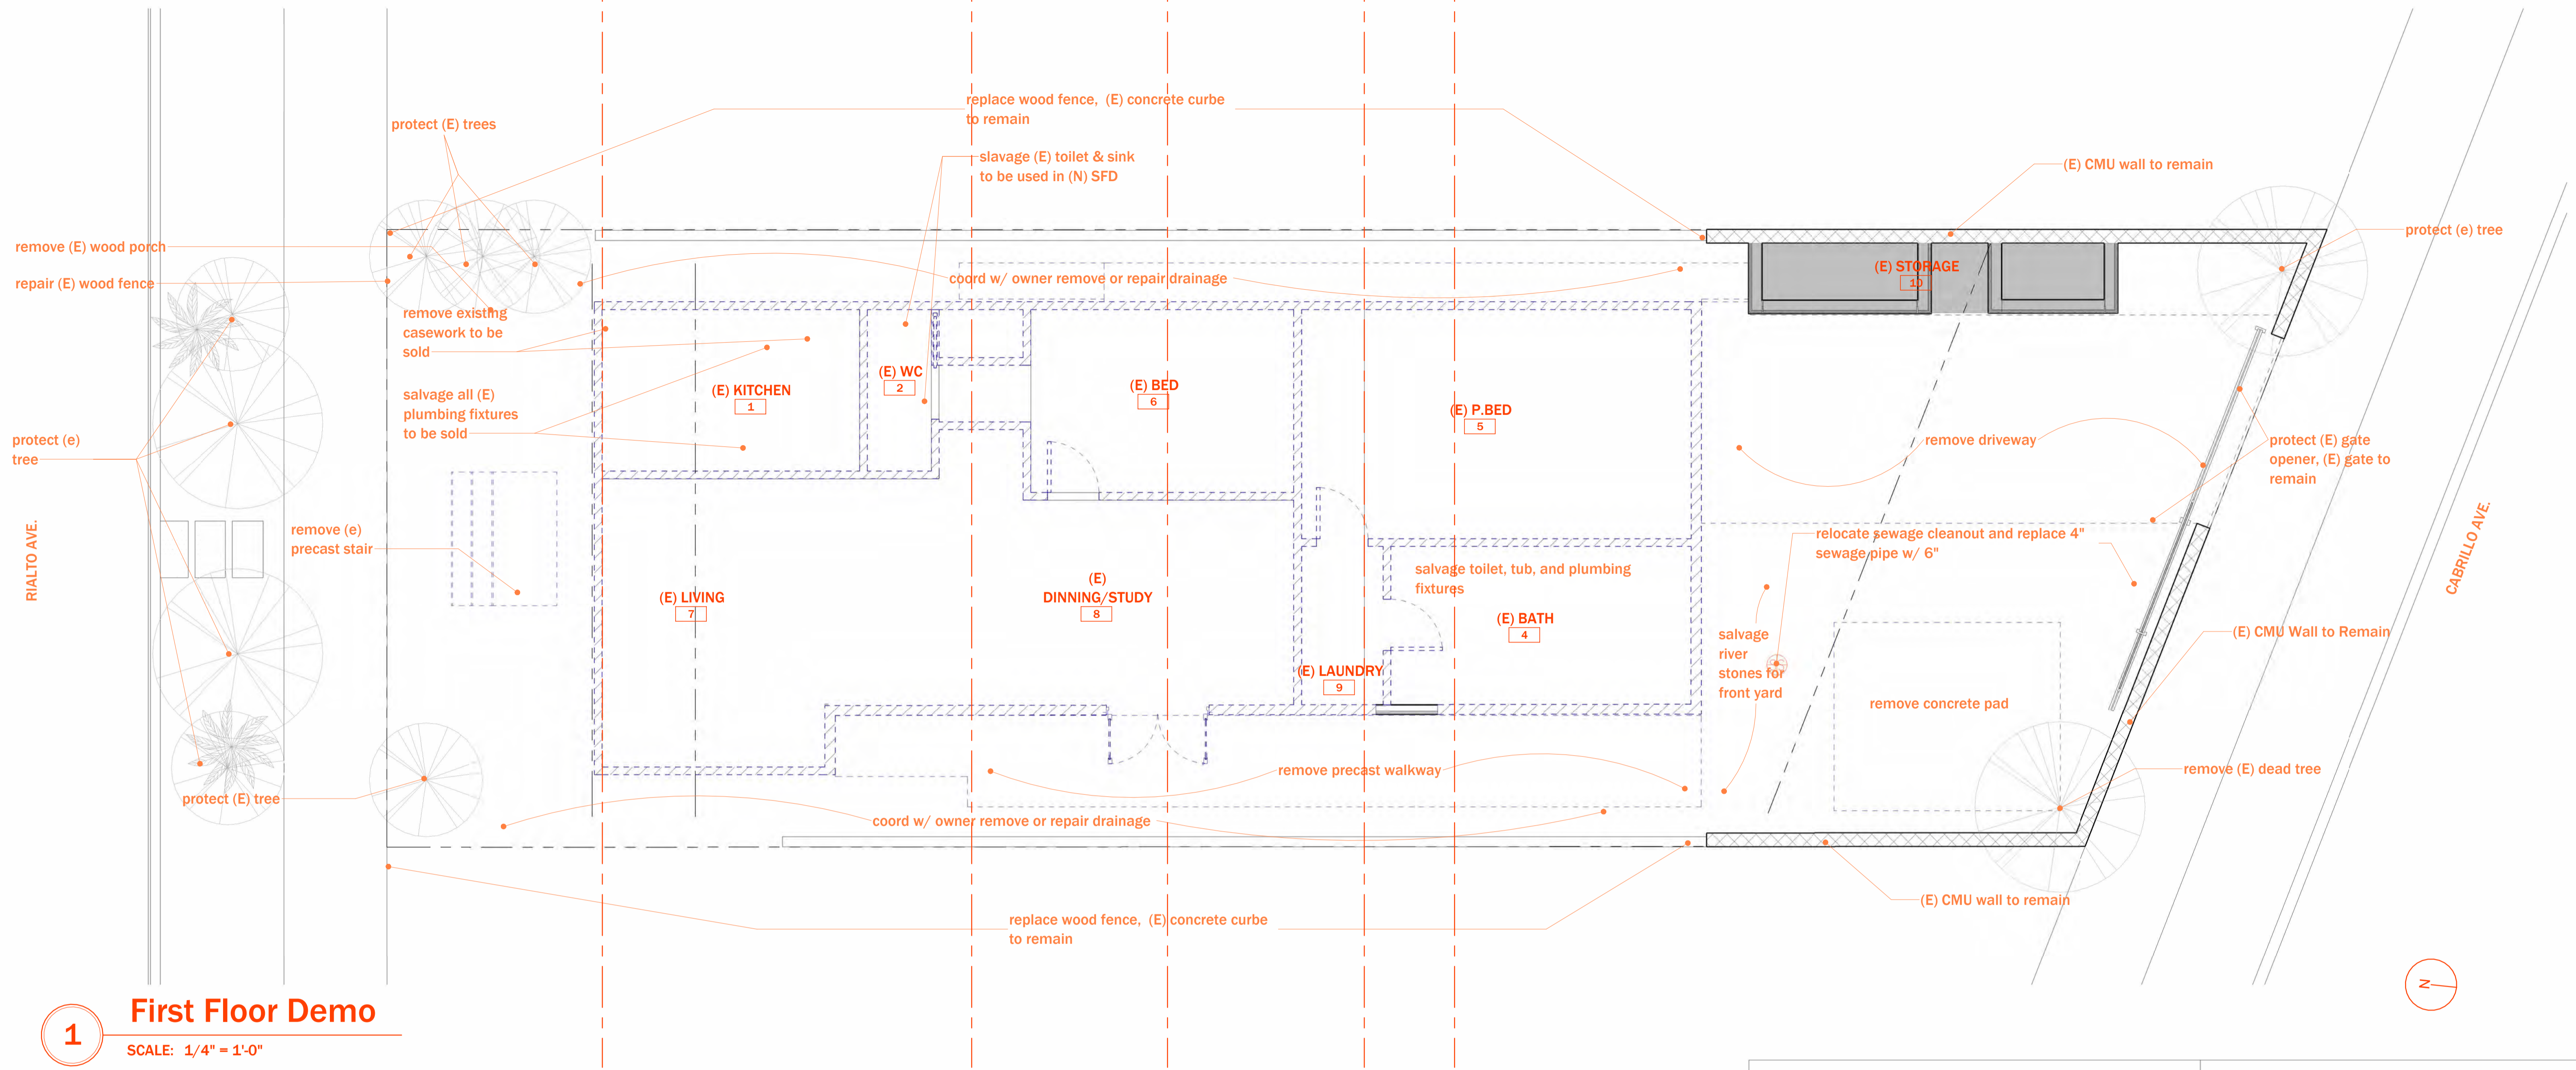 replace wood fence,  (E) concrete curbe
to remain
protect (E) trees
slavage (E) toilet & sink
to be used in (N) SFD
(E) CMU wall to remain
protect (e) tree
remove (E) wood porch
repair (E) wood fence
coord w/ owner remove or repair drainage
(E) STORAGE
10
remove existing
casework to be
sold
(E) KITCHEN
1
(E) WC
2
(E) BED
6
(E) P.BED
5
salvage all (E)
plumbing fixtures
to be sold
protect (e)
tree
remove driveway
protect (E) gate
opener, (E) gate to
remain
RIALTO AVE.
remove (e)
precast stair
relocate sewage cleanout and replace 4"
sewage pipe w/ 6"
CABRILLO AVE.
salvage toilet, tub, and plumbing
fixtures
(E) LIVING
7
(E)
DINNING/STUDY
8
(E) BATH
4
salvage
river
stones for
front yard
(E) CMU Wall to Remain
(E) LAUNDRY
9
remove concrete pad
remove precast walkway
remove (E) dead tree
protect (E) tree
coord w/ owner remove or repair drainage
(E) CMU wall to remain
replace wood fence,  (E) concrete curbe
to remain
N
1
First Floor Demo
SCALE:  1/4" = 1'-0"